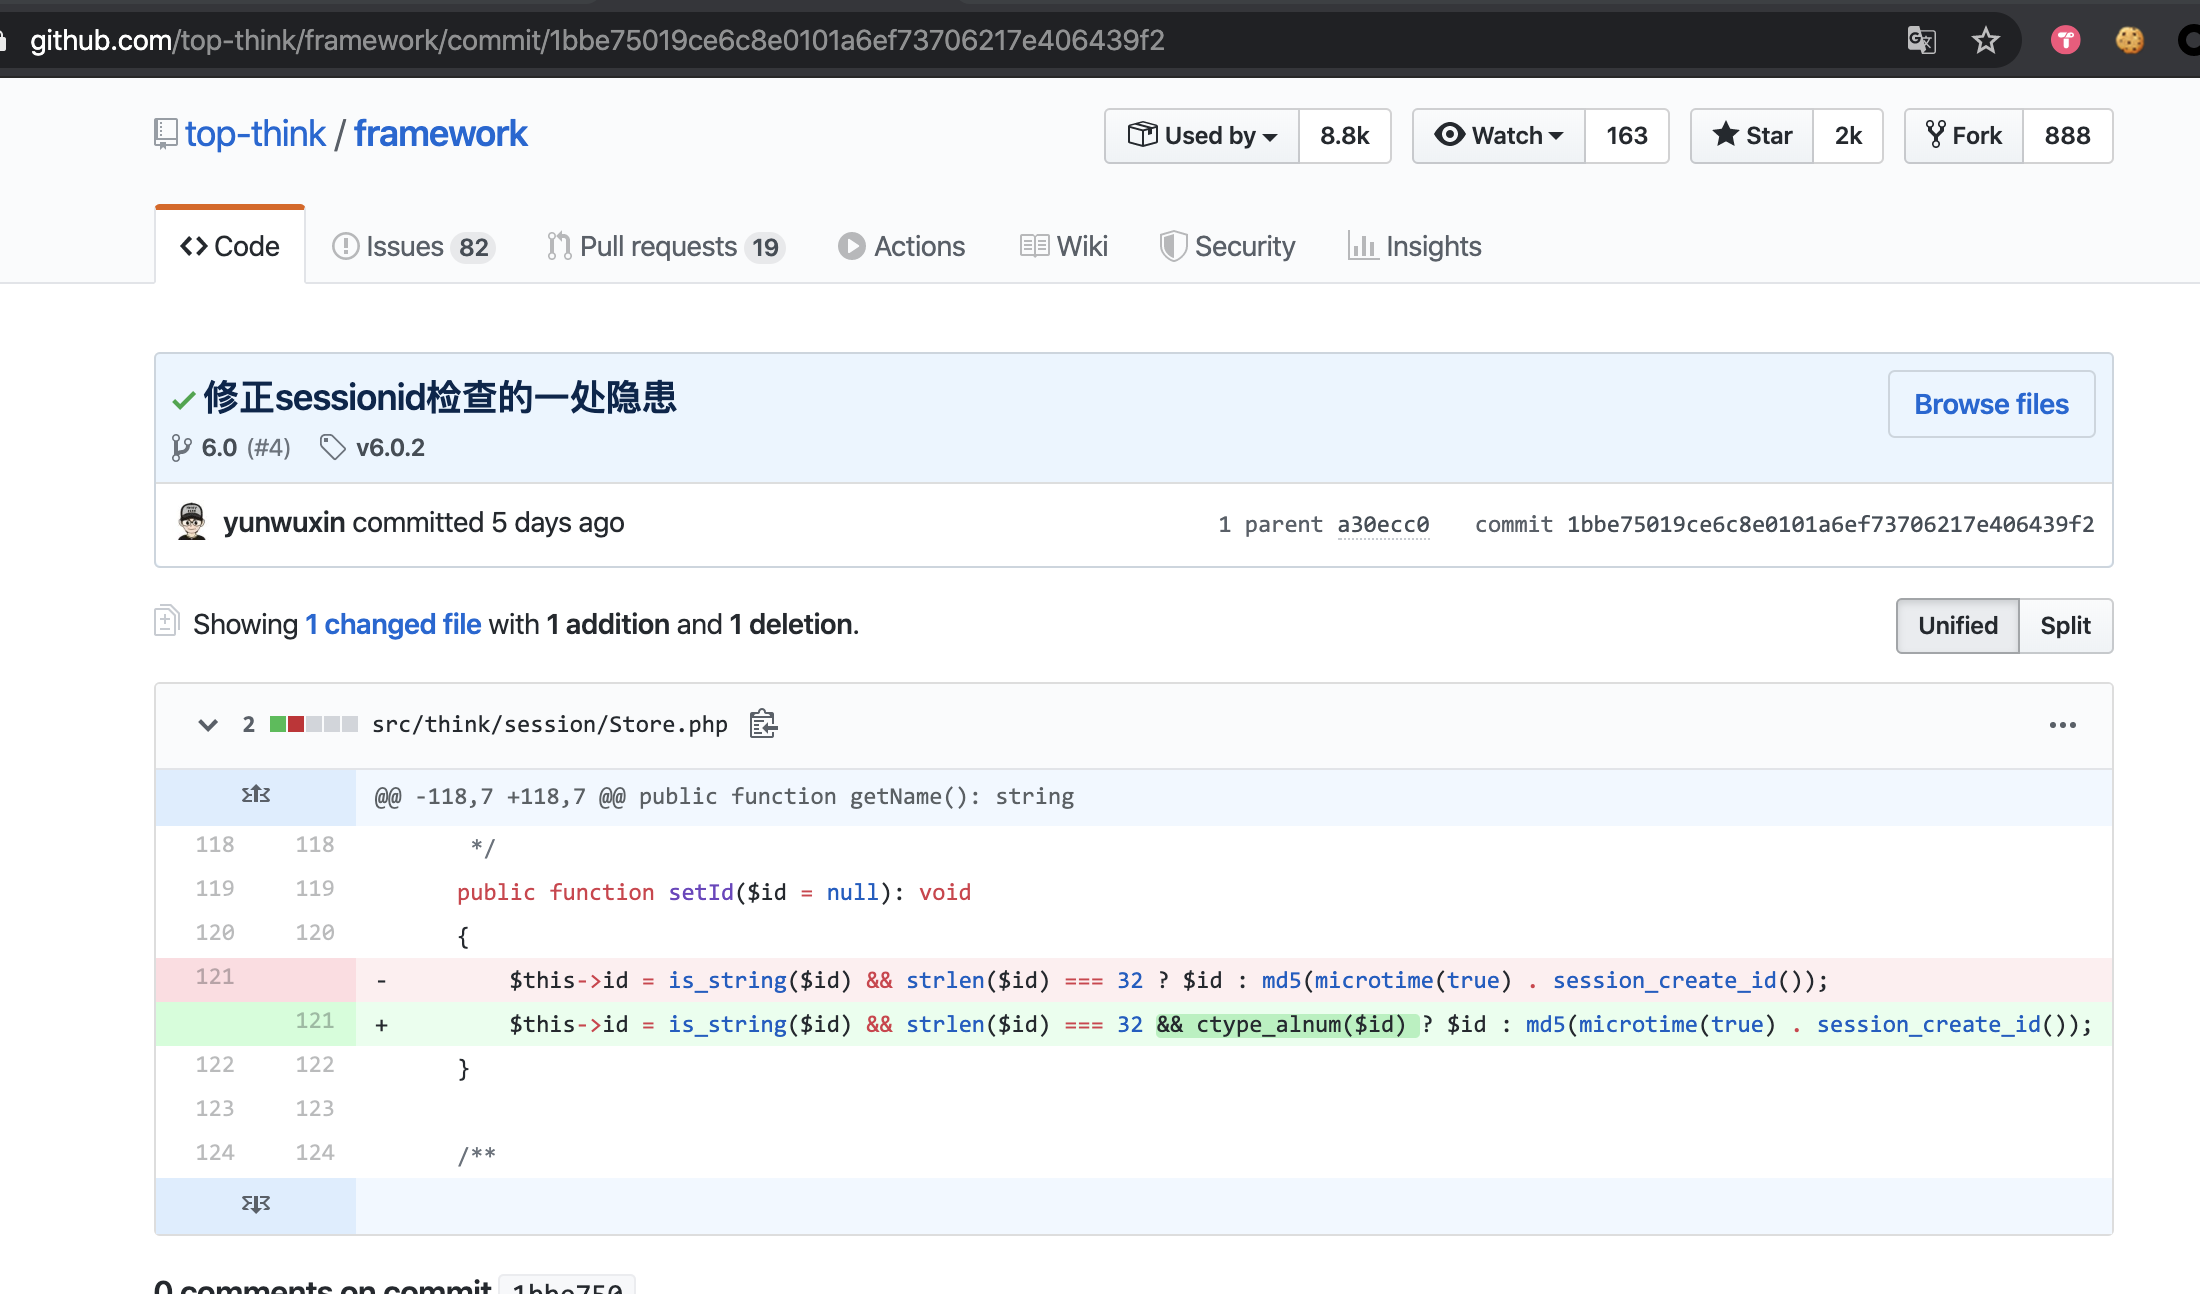 github.com/top-think/framework/commit/1bbe75019ce6c8e0101a6ef73706217e406439f2
top-think / framework
Used by 8.8k Watch 163 Star 2k Fork 888
Code Issues 82 Pull requests 19 Actions Wiki Security Insights
修正sessionid检查的一处隐患
Browse files
6.0 (#4) v6.0.2
yunwuxin committed 5 days ago 1 parent a30ecc0 commit 1bbe75019ce6c8e0101a6ef73706217e406439f2
Showing 1 changed file with 1 addition and 1 deletion. Unified Split
2 src/think/session/Store.php
@@ -118,7 +118,7 @@ public function getName(): string
118 118 */
119 119 public function setId($id = null): void
120 120 {
121 - $this->id = is_string($id) && strlen($id) === 32 ? $id : md5(microtime(true) . session_create_id());
121 + $this->id = is_string($id) && strlen($id) === 32 && ctype_alnum($id) ? $id : md5(microtime(true) . session_create_id());
122 122 }
123 123
124 124 /**
0 comments on commit 1bbe750